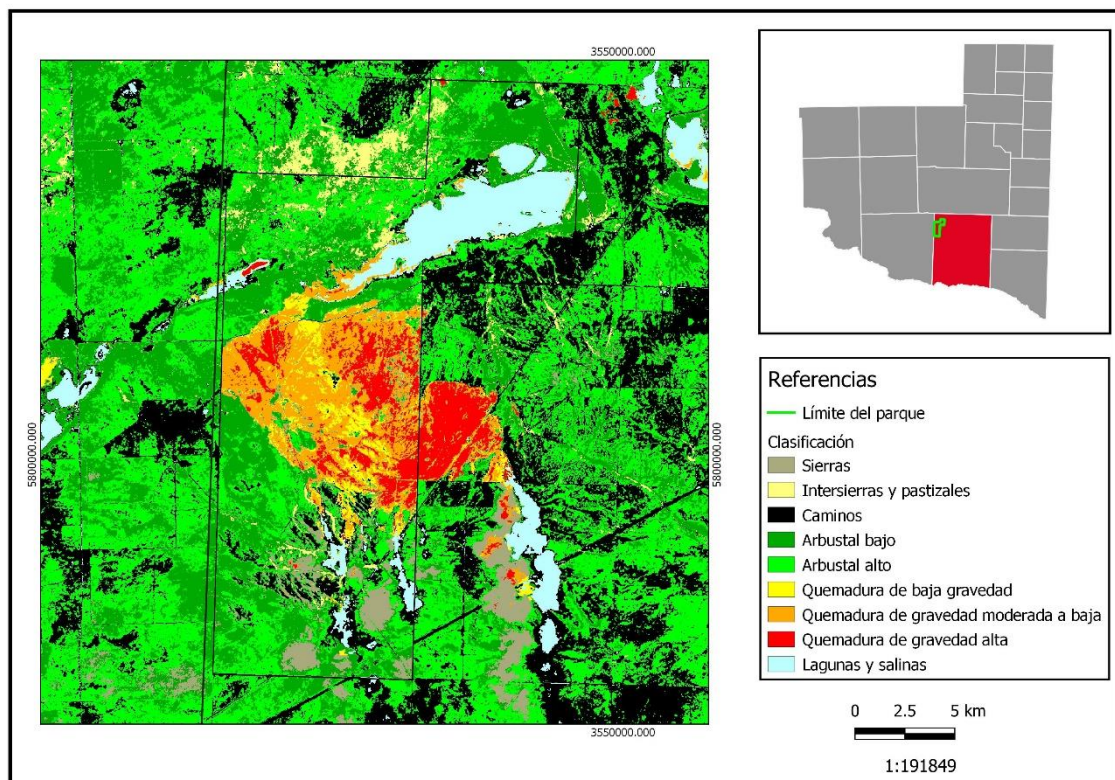 3550000.000
5800000.000
5800000.000
3550000.000
Referencias
Límite del parque
Clasificación
Sierras
Intersierras y pastizales
Caminos
Arbustal bajo
Arbustal alto
Quemadura de baja gravedad
Quemadura de gravedad moderada a baja
Quemadura de gravedad alta
Lagunas y salinas
0 2.5 5 km
1:191849